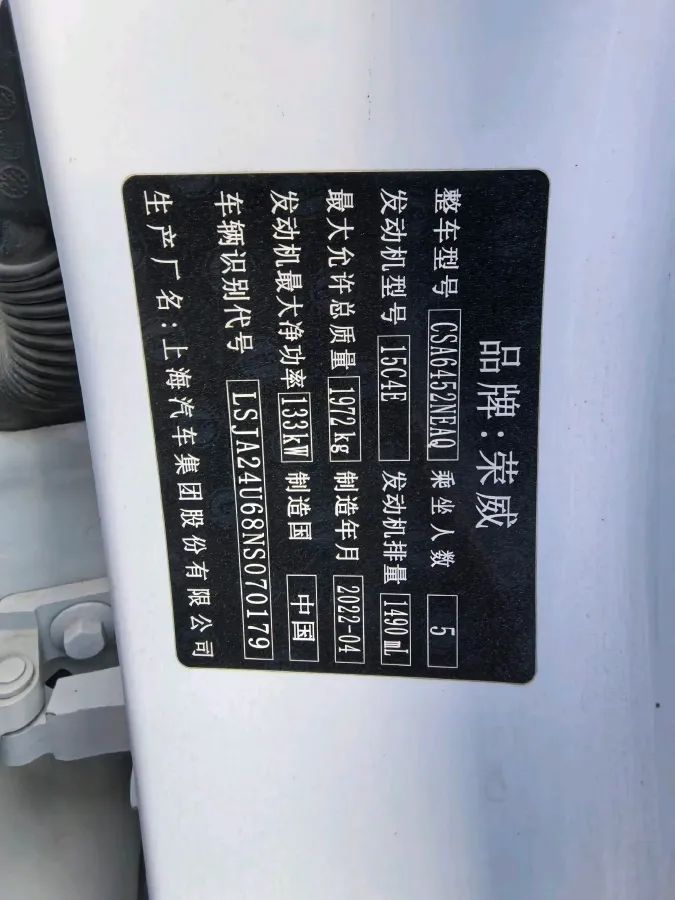 品牌:荣威
整车型号 CSA6452NEAQ 乘坐人数 5
发动机型号 15C4E 发动机排量 1490mL
最大允许总质量 1972kg 制造年月 2022-04
发动机最大净功率 133kW 制造国 中国
车辆识别代号 LSJA24U68NS070179
生产厂名:上海汽车集团股份有限公司